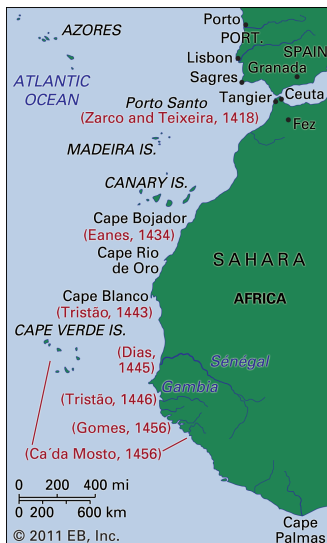 Porto
AZORES
PORT.
SPAIN
Lisbon
Granada
Sagres
ATLANTIC
OCEAN
Tangier
Ceuta
Porto Santo
(Zarco and Teixeira, 1418)
Fez
MADEIRA IS.
CANARY IS.
Cape Bojador
(Eanes, 1434)
Cape Rio
de Oro
SAHARA
Cape Blanco
AFRICA
(Tristão, 1443)
CAPE VERDE IS.
(Dias,
1445)
Sénégal
Gambia
(Tristão, 1446)
(Gomes, 1456)
(Ca´da Mosto, 1456)
0 200 400 mi
0 200 600 km
Cape
Palmas
© 2011 EB, Inc.